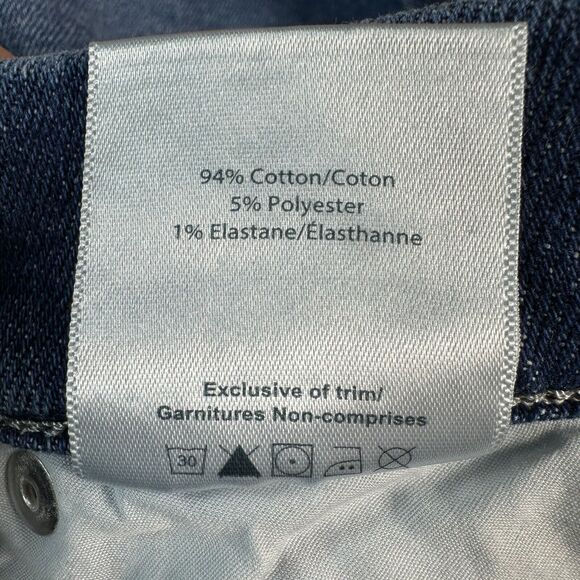 94% Cotton/Coton
5% Polyester
1% Elastane/Élasthanne
Exclusive of trim/
Garnitures Non-comprises
30